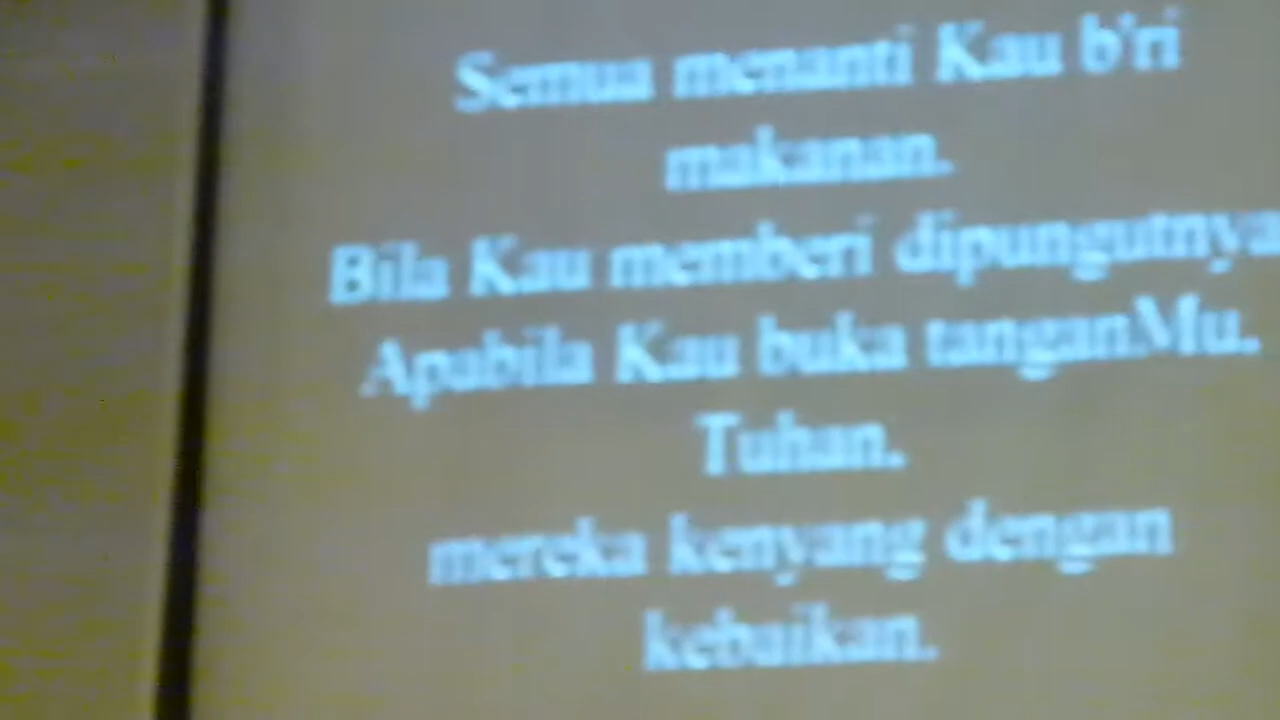 Semua menanti Kau b'ri
makanan.
Bila Kau memberi dipungutnya
Apabila Kau buka tanganMu.
Tuhan.
mereka kenyang dengan
kebaikan.